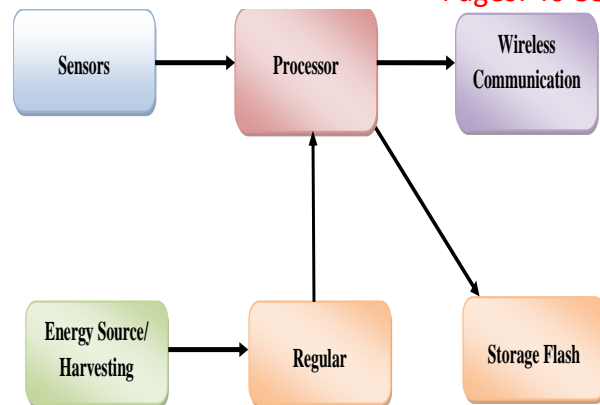 Sensors
Processor
Wireless
Communication
Energy Source/
Harvesting
Regular
Storage Flash